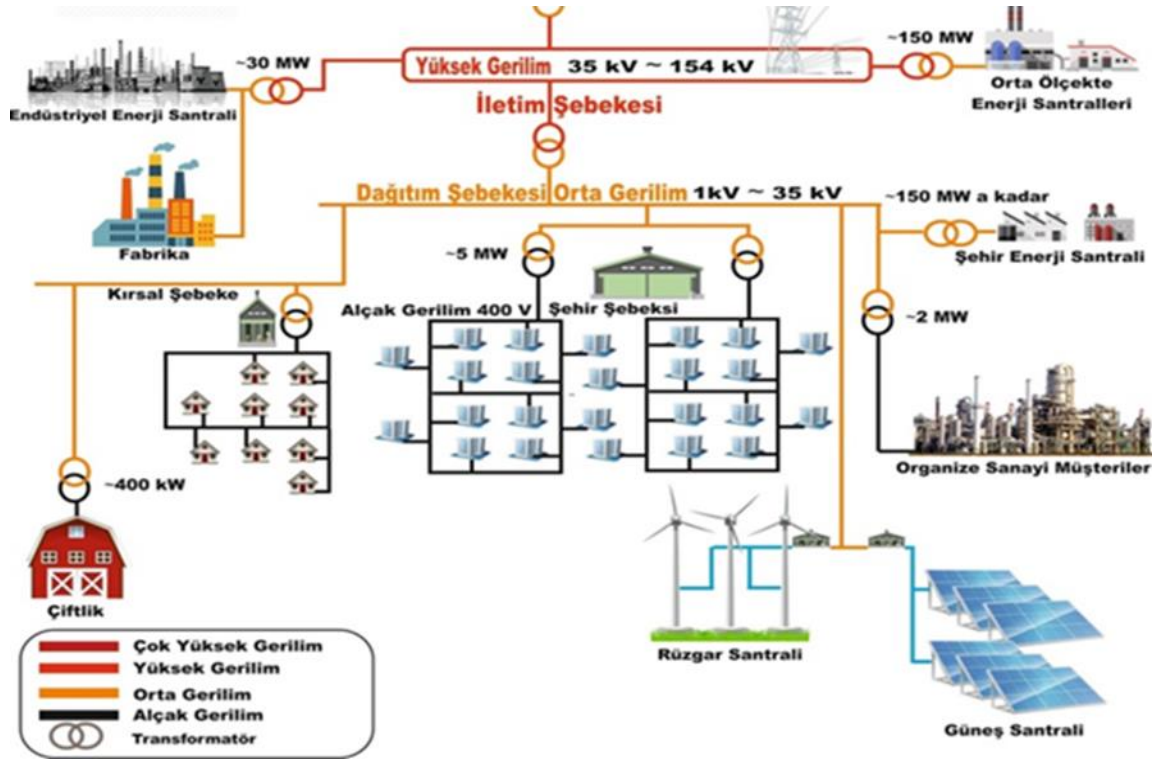 ~30 MW
Yüksek Gerilim 35 kV ~ 154 kV
~150 MW
Endüstriyel Enerji Santrali
İletim Şebekesi
Orta Ölçekte
Enerji Santralleri
Dağıtım Şebekesi Orta Gerilim 1kV ~ 35 kV
~150 MW a kadar
Fabrika
~5 MW
Şehir Enerji Santrali
Kırsal Şebeke
Alçak Gerilim 400 V
Şehir Şebeksi
~2 MW
Organize Sanayi Müşteriler
~400 kW
Çiftlik
Rüzgar Santrali
Güneş Santrali
Çok Yüksek Gerilim
Yüksek Gerilim
Orta Gerilim
Alçak Gerilim
Transformatör